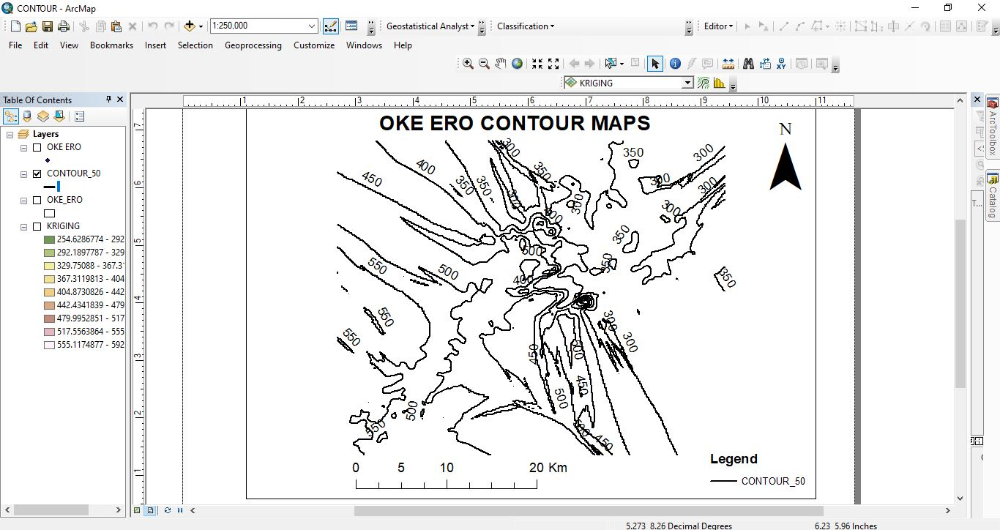 CONTOUR - ArcMap
1:250,000
Geostatistical Analyst
Classification
Editor
File Edit View Bookmarks Insert Selection Geoprocessing Customize Windows Help
KRIGING
Table Of Contents
Layers
OKE ERO
CONTOUR_50
OKE_ERO
KRIGING
254.6286774 - 292
292.1897787 - 329
329.75088 - 367.31
367.3119813 - 404
404.8730826 - 442
442.4341839 - 479
479.9952851 - 517
517.5563864 - 555
555.1174877 - 592
1 2 3 4 5 6 7 8 9 10 11
7
6
5
4
3
2
1
OKE ERO CONTOUR MAPS
N
300
350
300
400
450
350
350
350
300
300
300
300
300
300
350
500
350
550
500
400
350
550
300
550
300
450
500
450
500
500
550
450
0 5 10 20 Km
Legend
CONTOUR_50
ArcToolbox
Catalog
T...
5.273 8.26 Decimal Degrees
6.23 5.96 Inches